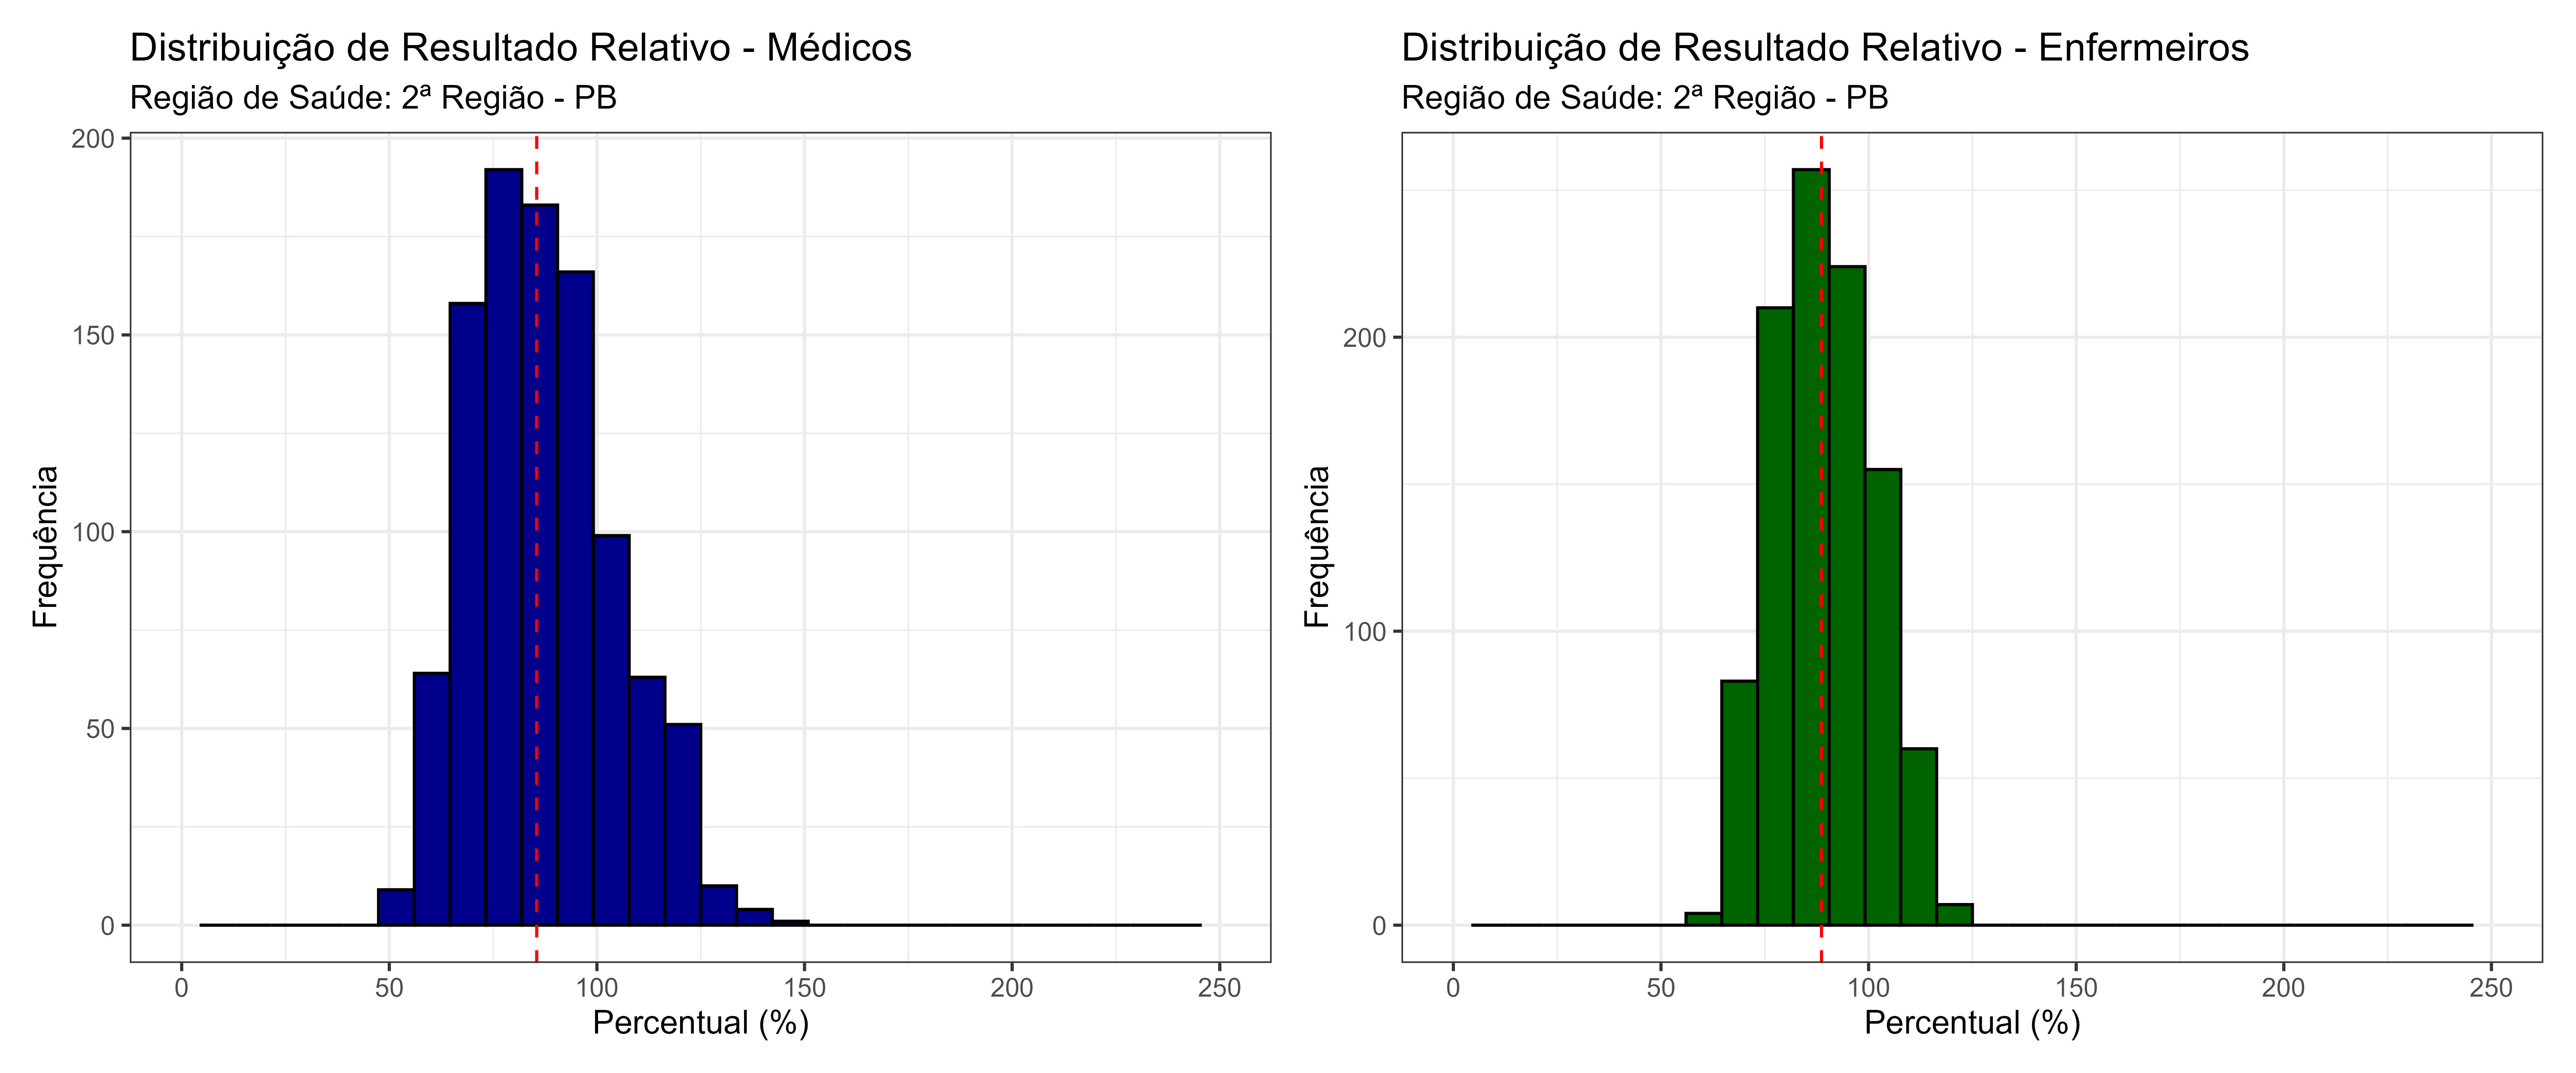 Distribuição de Resultado Relativo - Médicos
Região de Saúde: 2ª Região - PB
200
150
100
50
0
Frequência
0 50 100 150 200 250
Percentual (%)
Distribuição de Resultado Relativo - Enfermeiros
Região de Saúde: 2ª Região - PB
200
100
0
Frequência
0 50 100 150 200 250
Percentual (%)